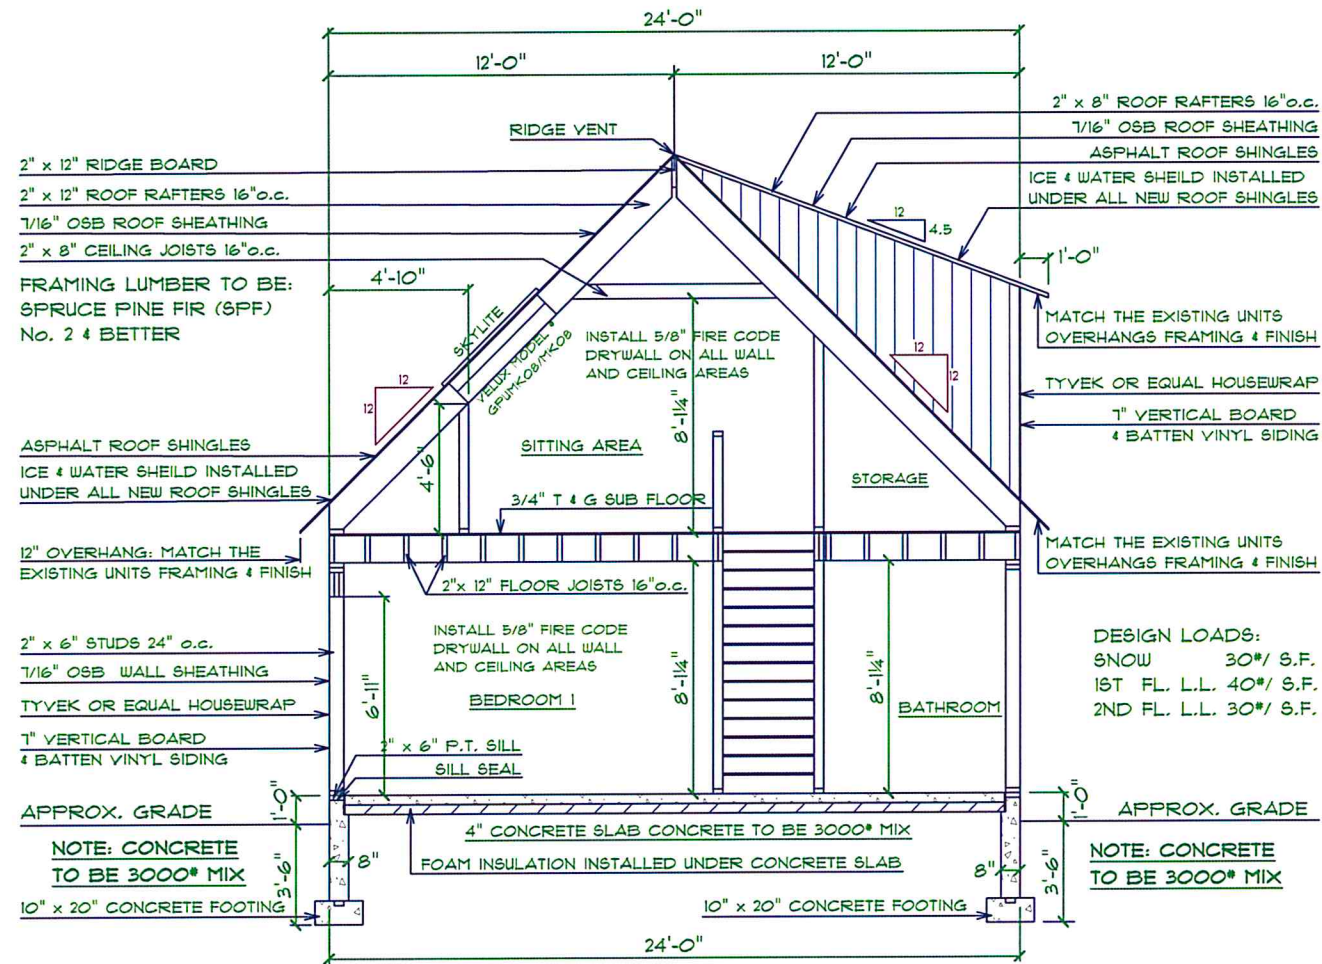 24'-0"
12'-0"
12'-0"
RIDGE VENT
2" x 12" RIDGE BOARD
2" x 12" ROOF RAFTERS 16"o.c.
7/16" OSB ROOF SHEATHING
2" x 8" CEILING JOISTS 16"o.c.
4'-10"
FRAMING LUMBER TO BE:
SPRUCE PINE FIR (SPF)
No. 2 & BETTER
2" x 8" ROOF RAFTERS 16"o.c.
7/16" OSB ROOF SHEATHING
ASPHALT ROOF SHINGLES
ICE & WATER SHEILD INSTALLED
UNDER ALL NEW ROOF SHINGLES
12
4.5
1'-0"
MATCH THE EXISTING UNITS
OVERHANGS FRAMING & FINISH
SKYLITE
VELUX MODEL #
GPUMK08/MK08
INSTALL 5/8" FIRE CODE
DRYWALL ON ALL WALL
AND CEILING AREAS
12
12
12
12
TYVEK OR EQUAL HOUSEWRAP
7" VERTICAL BOARD
& BATTEN VINYL SIDING
ASPHALT ROOF SHINGLES
ICE & WATER SHEILD INSTALLED
UNDER ALL NEW ROOF SHINGLES
4'-6"
SITTING AREA
8'-1¼"
STORAGE
3/4" T & G SUB FLOOR
12" OVERHANG: MATCH THE
EXISTING UNITS FRAMING & FINISH
MATCH THE EXISTING UNITS
OVERHANGS FRAMING & FINISH
2"x 12" FLOOR JOISTS 16"o.c.
INSTALL 5/8" FIRE CODE
DRYWALL ON ALL WALL
AND CEILING AREAS
2" x 6" STUDS 24" o.c.
7/16" OSB WALL SHEATHING
TYVEK OR EQUAL HOUSEWRAP
7" VERTICAL BOARD
& BATTEN VINYL SIDING
6'-11"
BEDROOM 1
8'-1¼"
8'-1¼"
BATHROOM
DESIGN LOADS:
SNOW 30#/ S.F.
1ST FL. L.L. 40#/ S.F.
2ND FL. L.L. 30#/ S.F.
2" x 6" P.T. SILL
SILL SEAL
1'-0"
1'-0"
APPROX. GRADE
APPROX. GRADE
4" CONCRETE SLAB CONCRETE TO BE 3000# MIX
FOAM INSULATION INSTALLED UNDER CONCRETE SLAB
NOTE: CONCRETE
TO BE 3000# MIX
3'-6"
8"
8"
3'-6"
NOTE: CONCRETE
TO BE 3000# MIX
10" x 20" CONCRETE FOOTING
10" x 20" CONCRETE FOOTING
24'-0"